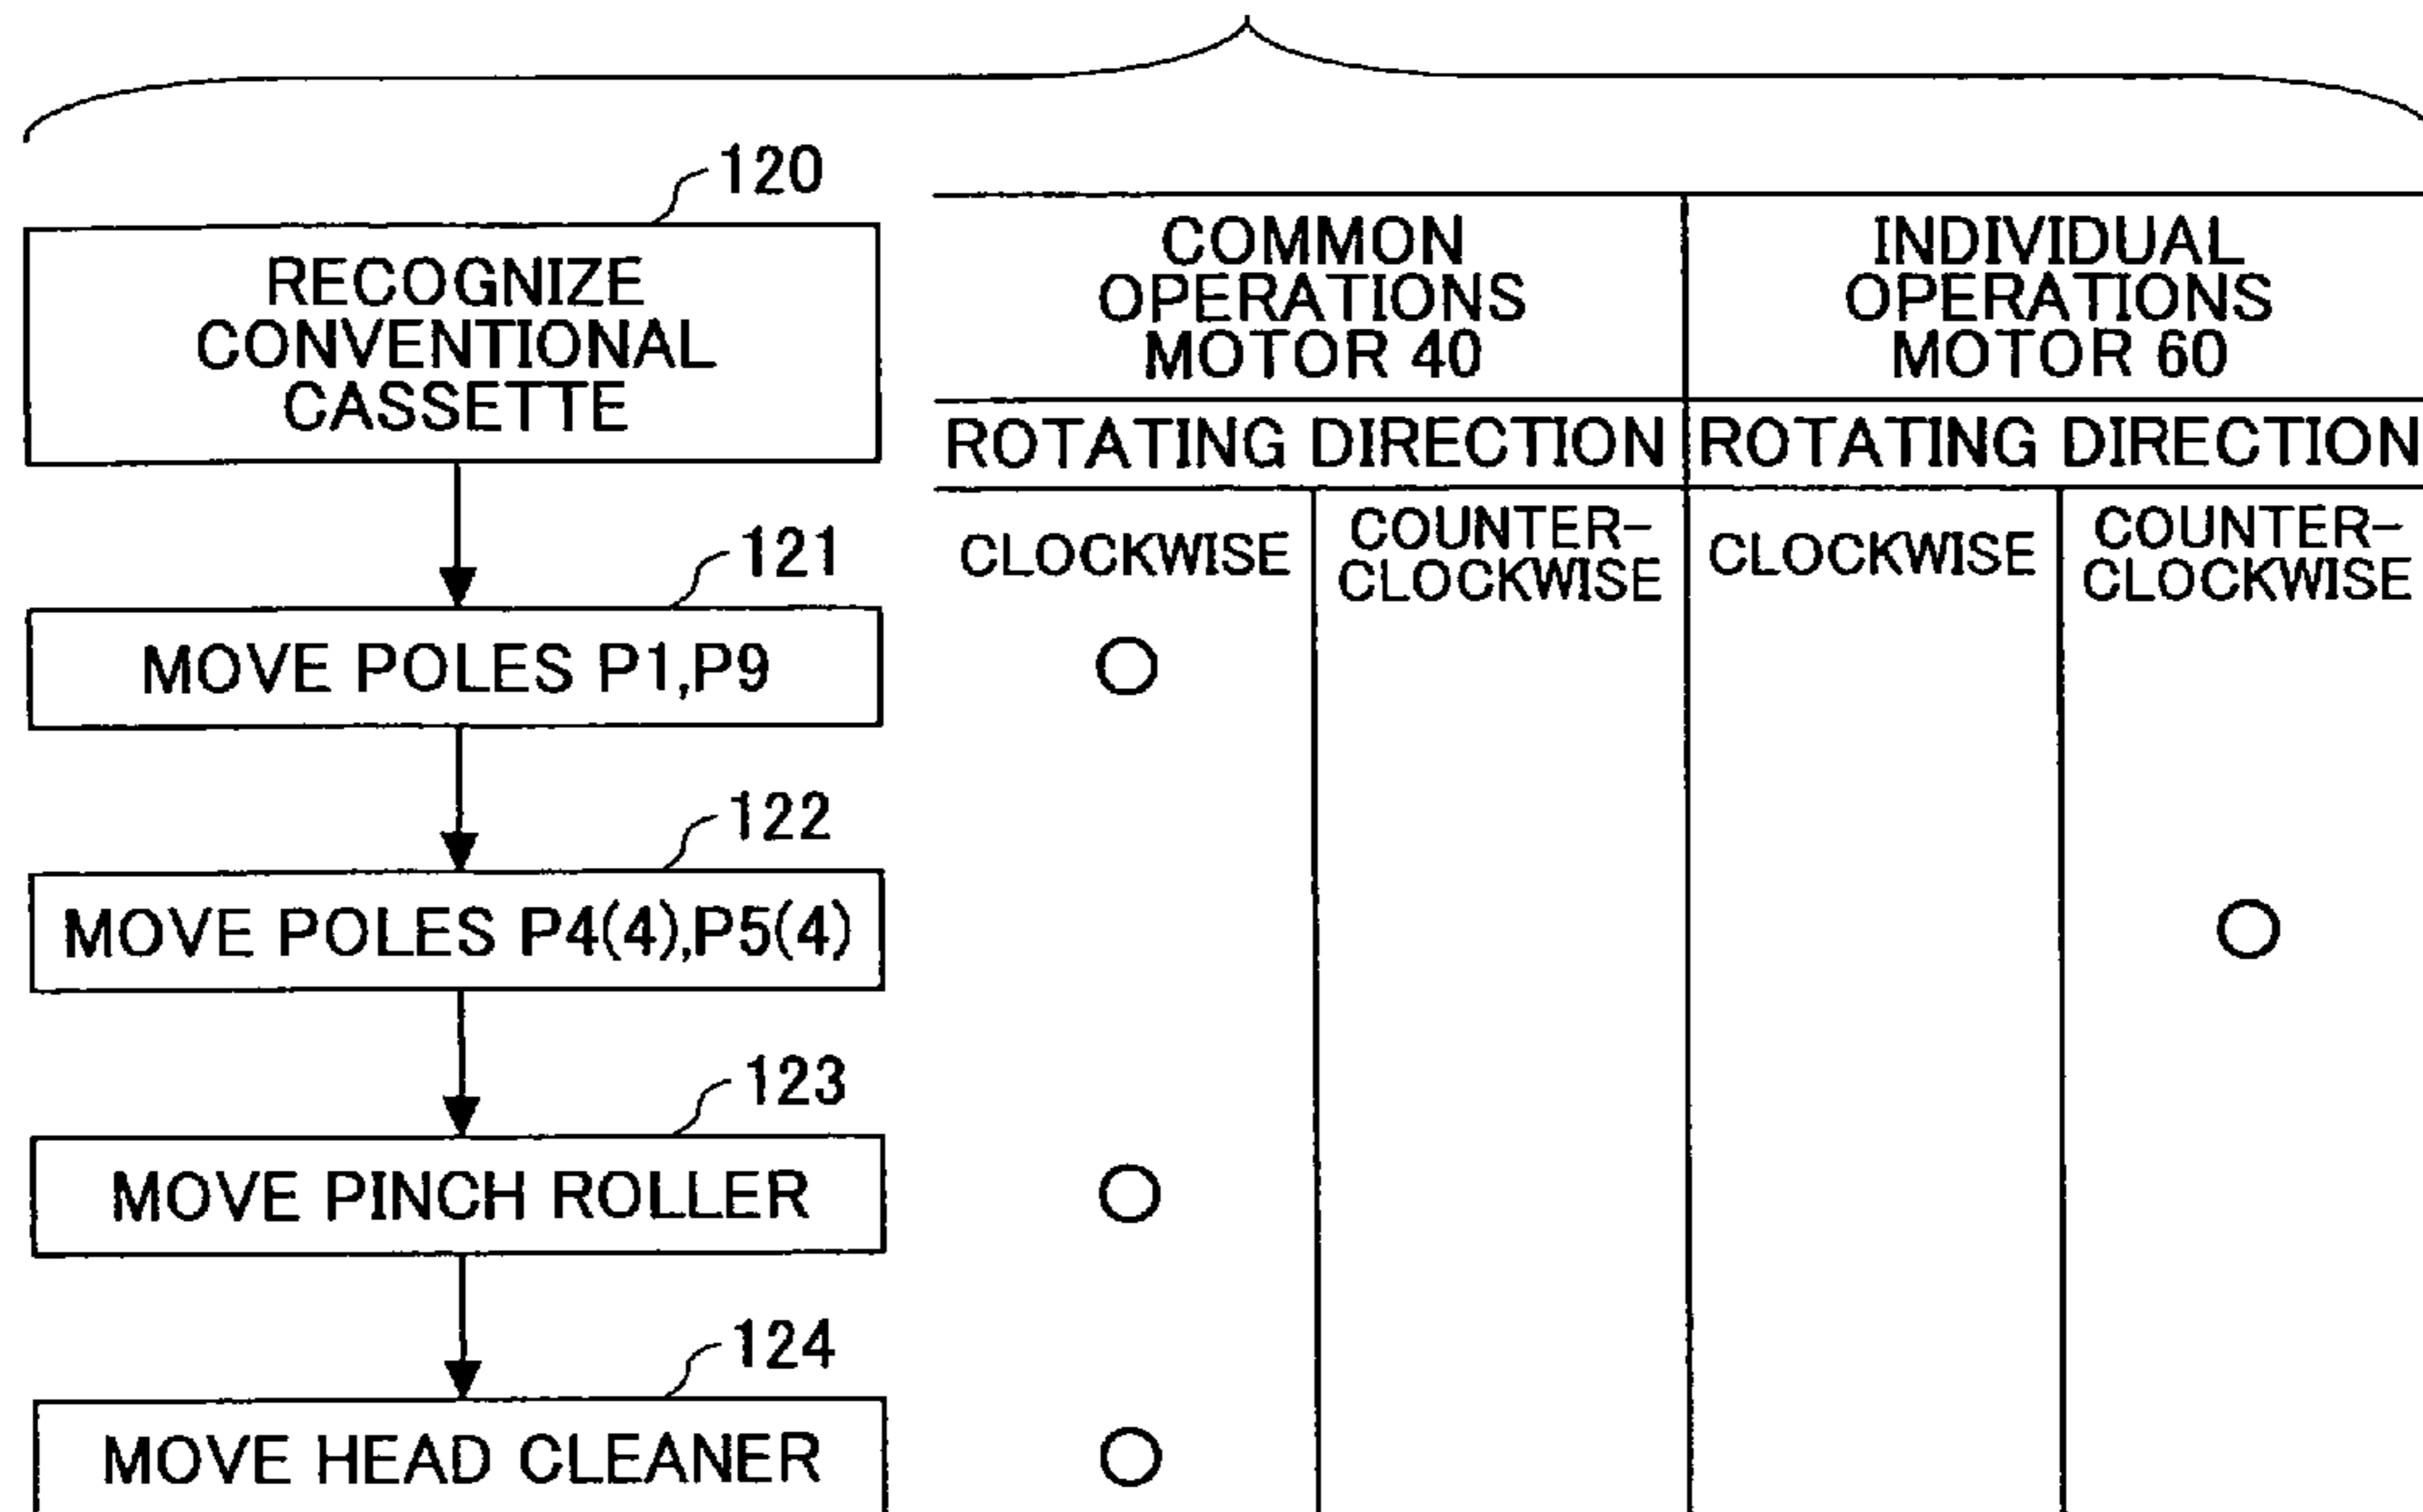 120
RECOGNIZE
CONVENTIONAL
CASSETTE
COMMON
OPERATIONS
MOTOR 40
INDIVIDUAL
OPERATIONS
MOTOR 60
ROTATING DIRECTION
ROTATING DIRECTION
CLOCKWISE
COUNTER-
CLOCKWISE
CLOCKWISE
COUNTER-
CLOCKWISE
121
MOVE POLES P1,P9
122
MOVE POLES P4(4),P5(4)
123
MOVE PINCH ROLLER
124
MOVE HEAD CLEANER